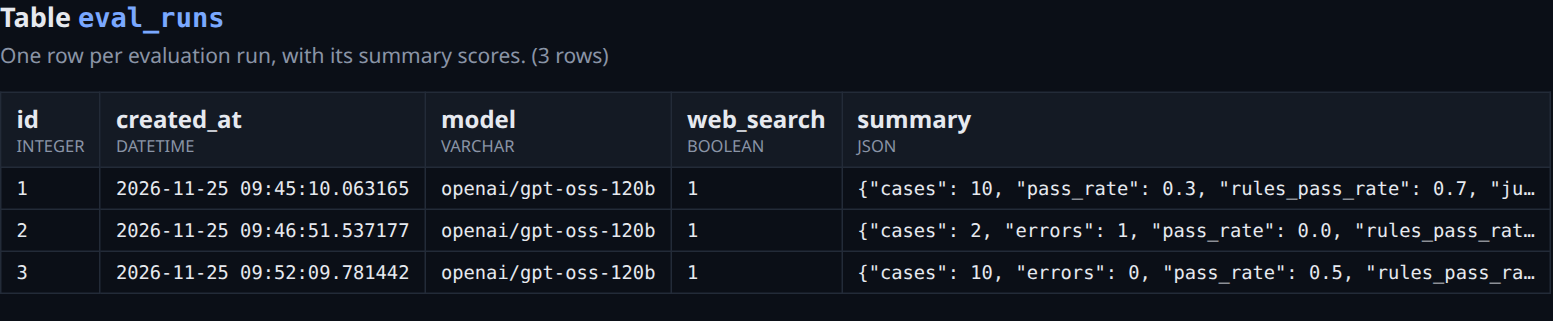 Table eval_runs
One row per evaluation run, with its summary scores. (3 rows)
id created_at model web_search summary
INTEGER DATETIME VARCHAR BOOLEAN JSON
1 2026-11-25 09:45:10.063165 openai/gpt-oss-120b 1 {"cases": 10, "pass_rate": 0.3, "rules_pass_rate": 0.7, "ju…
2 2026-11-25 09:46:51.537177 openai/gpt-oss-120b 1 {"cases": 2, "errors": 1, "pass_rate": 0.0, "rules_pass_rat…
3 2026-11-25 09:52:09.781442 openai/gpt-oss-120b 1 {"cases": 10, "errors": 0, "pass_rate": 0.5, "rules_pass_ra…